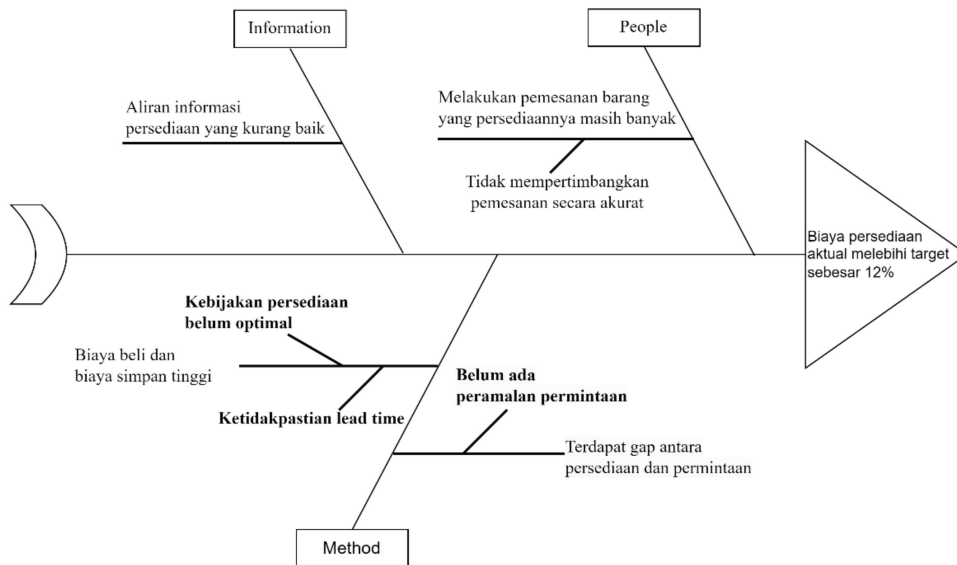 Information
People
Aliran informasi
persediaan yang kurang baik
Melakukan pemesanan barang
yang persediaannya masih banyak
Tidak mempertimbangkan
pemesanan secara akurat
Biaya persediaan
aktual melebihi target
sebesar 12%
Kebijakan persediaan
belum optimal
Biaya beli dan
biaya simpan tinggi
Ketidakpastian lead time
Belum ada
peramalan permintaan
Terdapat gap antara
persediaan dan permintaan
Method